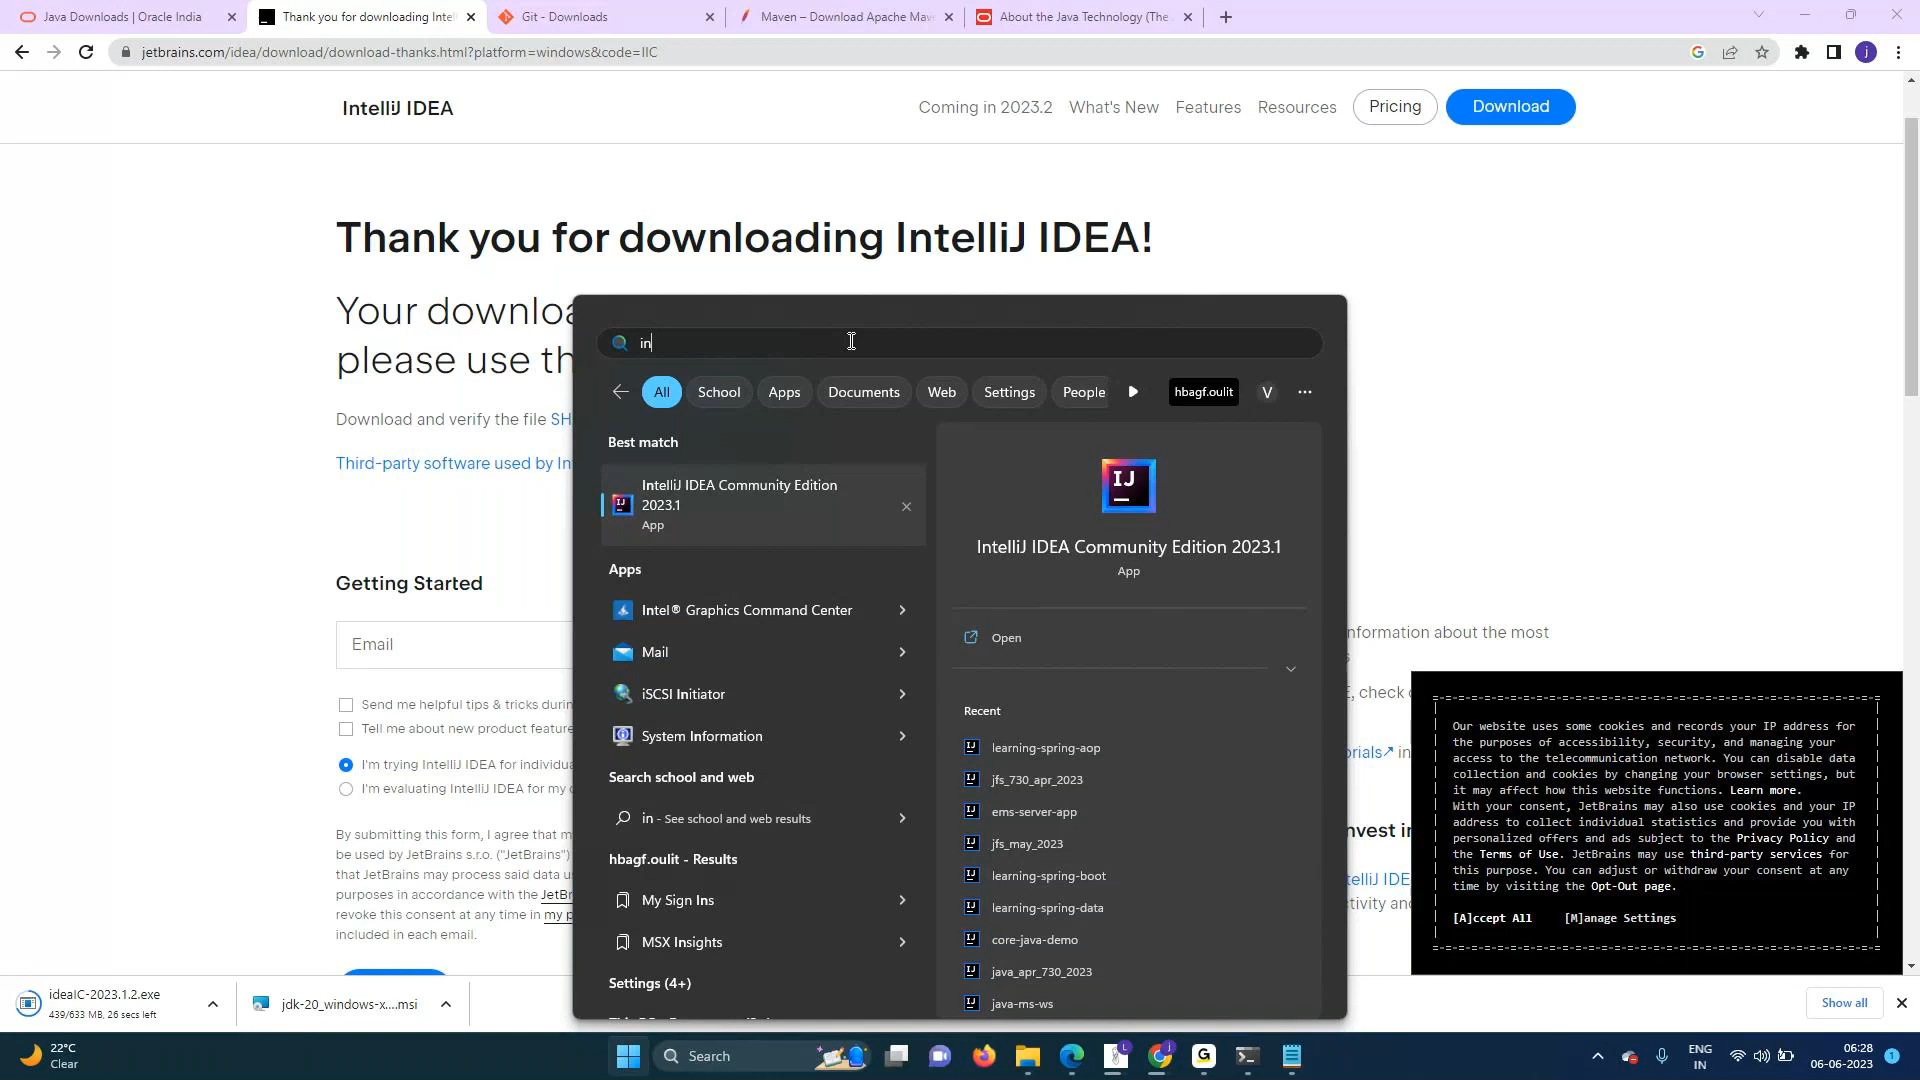 Java Downloads | Oracle India
Thank you for downloading Intell
Git - Downloads
Maven – Download Apache Mav
About the Java Technology (The
jetbrains.com/idea/download/download-thanks.html?platform=windows&code=IIC
IntelliJ IDEA
Coming in 2023.2
What's New
Features
Resources
Pricing
Download
Thank you for downloading IntelliJ IDEA!
Your downloa
please use th
Download and verify the file SH
Third-party software used by In
Getting Started
Email
Send me helpful tips & tricks durin
Tell me about new product feature
I'm trying IntelliJ IDEA for individua
I'm evaluating IntelliJ IDEA for my
By submitting this form, I agree that m
be used by JetBrains s.r.o. ("JetBrains")
that JetBrains may process said data u
purposes in accordance with the JetBr
revoke this consent at any time in my p
included in each email.
in
All
School
Apps
Documents
Web
Settings
People
hbagf.oulit
V
Best match
IntelliJ IDEA Community Edition
2023.1
App
Apps
Intel® Graphics Command Center
Mail
iSCSI Initiator
System Information
Search school and web
in - See school and web results
hbagf.oulit - Results
My Sign Ins
MSX Insights
Settings (4+)
IJ
IntelliJ IDEA Community Edition 2023.1
App
Open
Recent
learning-spring-aop
jfs_730_apr_2023
ems-server-app
jfs_may_2023
learning-spring-boot
learning-spring-data
core-java-demo
java_apr_730_2023
java-ms-ws
nformation about the most
E, check
orials↗ in
nvest in
telliJ IDE
ctivity and
Our website uses some cookies and records your IP address for
the purposes of accessibility, security, and managing your
access to the telecommunication network. You can disable data
collection and cookies by changing your browser settings, but
it may affect how this website functions. Learn more.
With your consent, JetBrains may also use cookies and your IP
address to collect individual statistics and provide you with
personalized offers and ads subject to the Privacy Policy and
the Terms of Use. JetBrains may use third-party services for
this purpose. You can adjust or withdraw your consent at any
time by visiting the Opt-Out page.
[A]ccept All
[M]anage Settings
ideaIC-2023.1.2.exe
439/633 MB, 26 secs left
jdk-20_windows-x....msi
Show all
22°C
Clear
Search
ENG
IN
06:28
06-06-2023
1